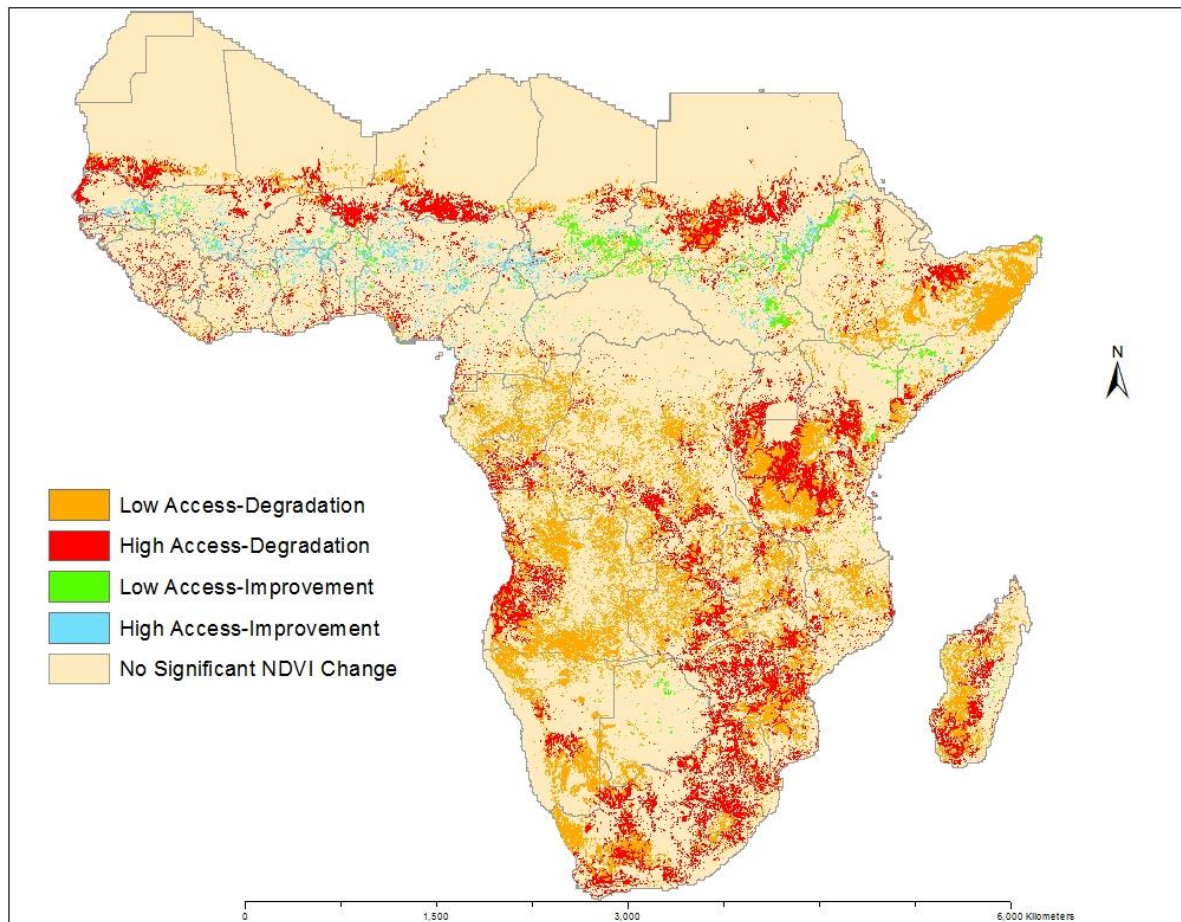 N
Low Access-Degradation
High Access-Degradation
Low Access-Improvement
High Access-Improvement
No Significant NDVI Change
0 1,500 3,000 6,000 Kilometers